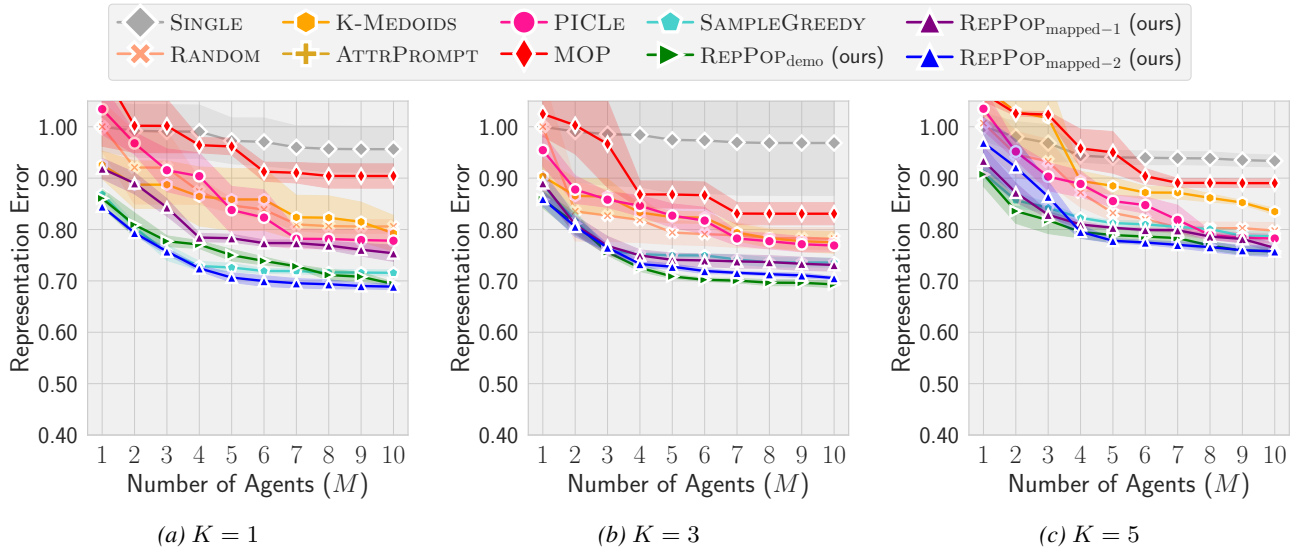 SINGLE K-MEDOIDS PICLE SAMPLEGREEDY REPPOP_mapped−1 (ours)
RANDOM ATTRPROMPT MOP REPPOP_demo (ours) REPPOP_mapped−2 (ours)
Representation Error
1.00
0.90
0.80
0.70
0.60
0.50
0.40
1 2 3 4 5 6 7 8 9 10
Number of Agents (M)
(a) K = 1
Representation Error
1.00
0.90
0.80
0.70
0.60
0.50
0.40
1 2 3 4 5 6 7 8 9 10
Number of Agents (M)
(b) K = 3
Representation Error
1.00
0.90
0.80
0.70
0.60
0.50
0.40
1 2 3 4 5 6 7 8 9 10
Number of Agents (M)
(c) K = 5